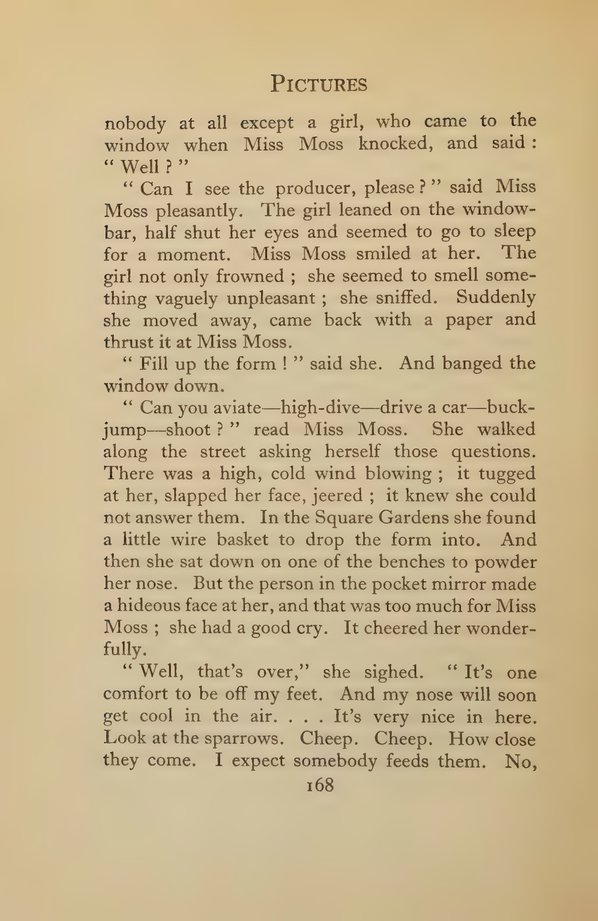 PICTURES
nobody at all except a girl, who came to the
window when Miss Moss knocked, and said :
“ Well ? ”
“ Can I see the producer, please ? ” said Miss
Moss pleasantly. The girl leaned on the window-
bar, half shut her eyes and seemed to go to sleep
for a moment. Miss Moss smiled at her. The
girl not only frowned ; she seemed to smell some-
thing vaguely unpleasant ; she sniffed. Suddenly
she moved away, came back with a paper and
thrust it at Miss Moss.
“ Fill up the form ! ” said she. And banged the
window down.
“ Can you aviate—high-dive—drive a car—buck-
jump—shoot ? ” read Miss Moss. She walked
along the street asking herself those questions.
There was a high, cold wind blowing ; it tugged
at her, slapped her face, jeered ; it knew she could
not answer them. In the Square Gardens she found
a little wire basket to drop the form into. And
then she sat down on one of the benches to powder
her nose. But the person in the pocket mirror made
a hideous face at her, and that was too much for Miss
Moss ; she had a good cry. It cheered her wonder-
fully.
“ Well, that’s over,” she sighed. “ It’s one
comfort to be off my feet. And my nose will soon
get cool in the air. . . . It’s very nice in here.
Look at the sparrows. Cheep. Cheep. How close
they come. I expect somebody feeds them. No,
168